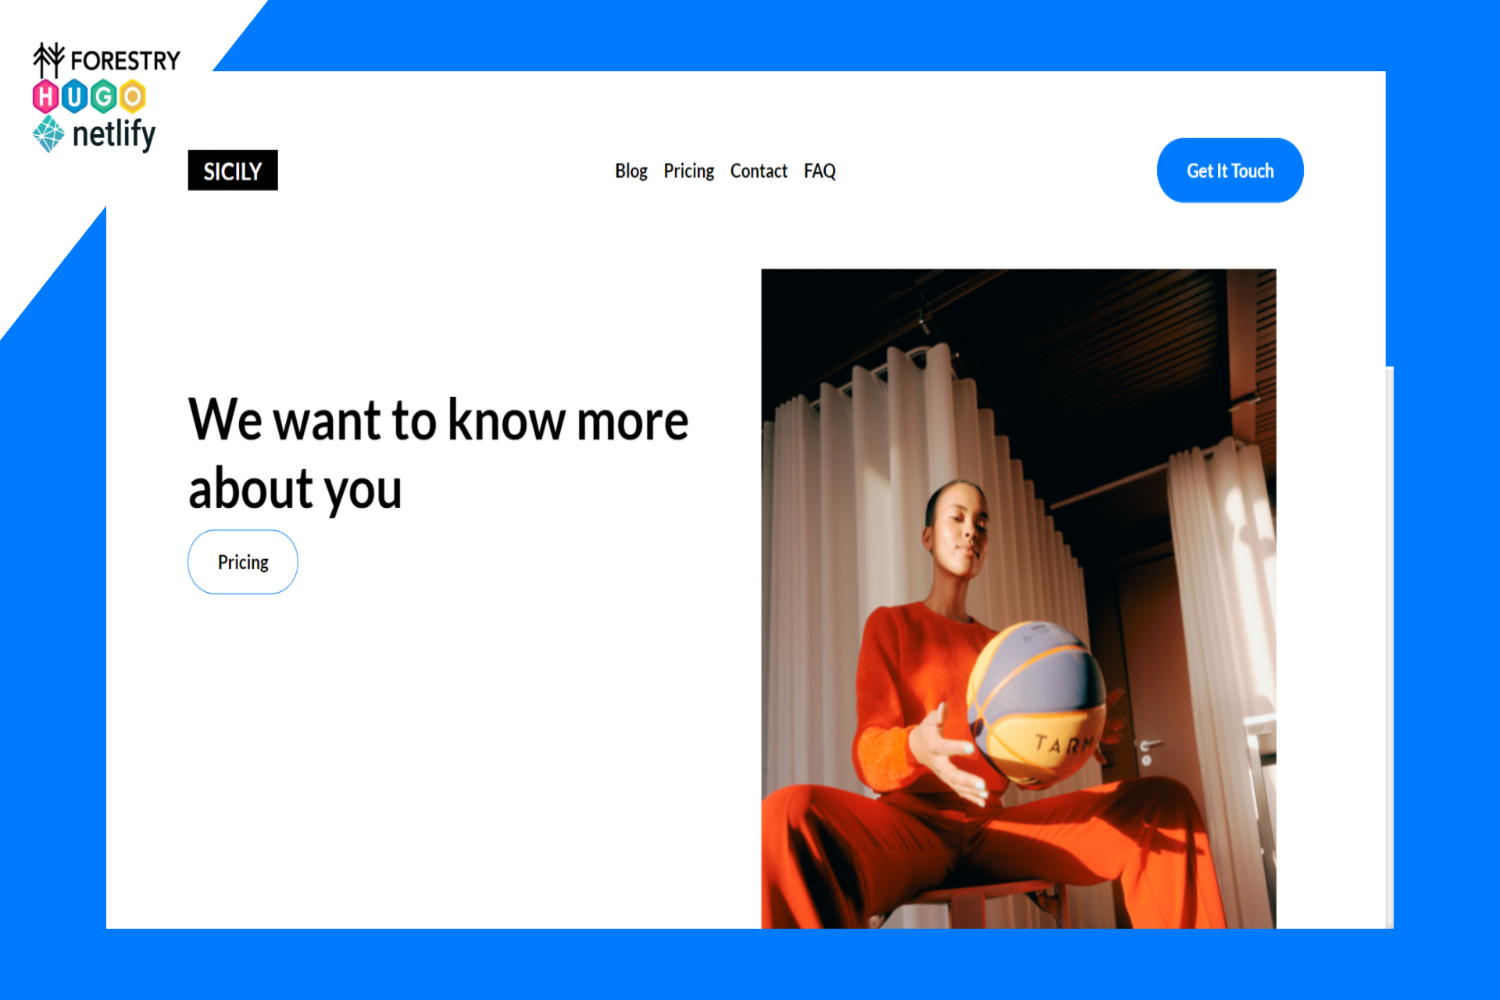 FORESTRY
HUGO
netlify
SICILY
Blog Pricing Contact FAQ
Get It Touch
We want to know more
about you
Pricing
TARM